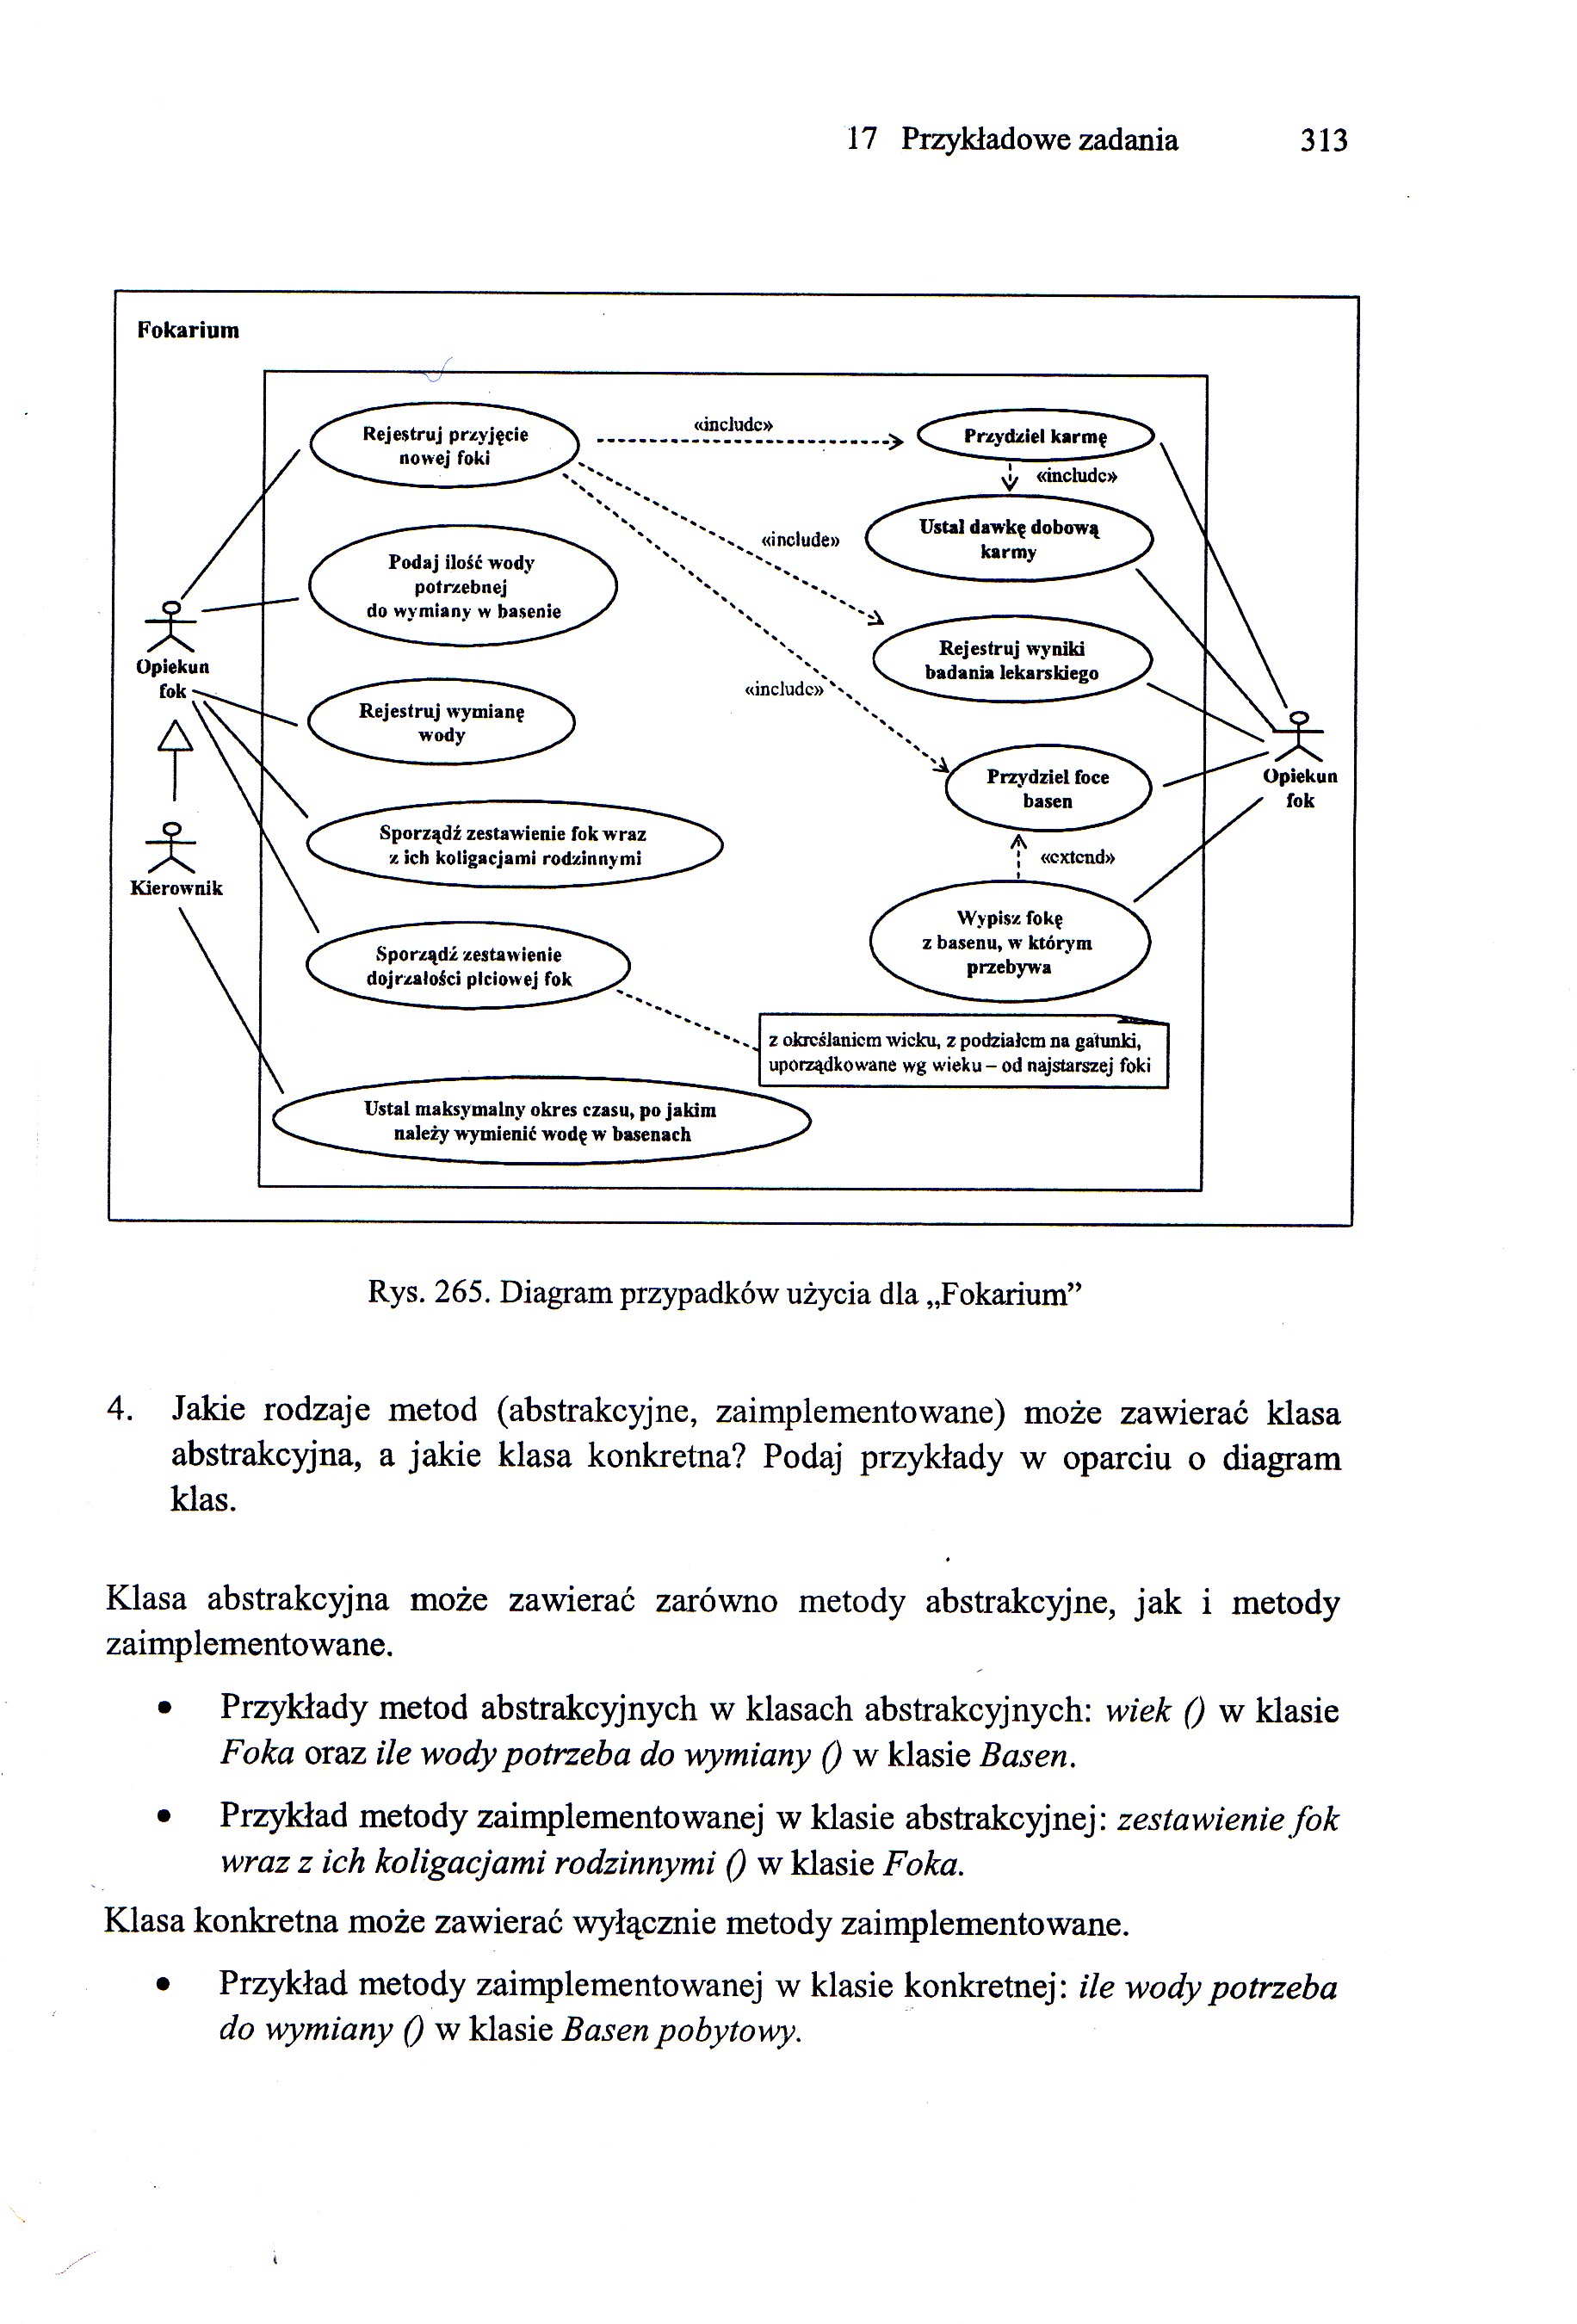 17 Przykładowe zadania 313
Fokarium
Rejestruj przyjęcie
nowej foki
«include»
Przydziel karmę
«include»
Ustal dawkę dobową
karmy
Podaj ilość wody
potrzebnej
do wymiany w basenie
«include»
Rejestruj wyniki
badania lekarskiego
Opiekun
fok
Rejestruj wymianę
wody
«include»
Przydziel foce
basen
Opiekun
fok
Sporządź zestawienie fok wraz
z ich koligacjami rodzinnymi
«extend»
Kierownik
Wypisz fokę
z basenu, w którym
przebywa
Sporządź zestawienie
dojrzałości płciowej fok
z określaniem wieku, z podziałem na gatunki,
uporządkowane wg wieku – od najstarszej foki
Ustal maksymalny okres czasu, po jakim
należy wymienić wodę w basenach
Rys. 265. Diagram przypadków użycia dla „Fokarium”
4. Jakie rodzaje metod (abstrakcyjne, zaimplementowane) może zawierać klasa
abstrakcyjna, a jakie klasa konkretna? Podaj przykłady w oparciu o diagram
klas.
Klasa abstrakcyjna może zawierać zarówno metody abstrakcyjne, jak i metody
zaimplementowane.
• Przykłady metod abstrakcyjnych w klasach abstrakcyjnych: wiek () w klasie
Foka oraz ile wody potrzeba do wymiany () w klasie Basen.
• Przykład metody zaimplementowanej w klasie abstrakcyjnej: zestawienie fok
wraz z ich koligacjami rodzinnymi () w klasie Foka.
Klasa konkretna może zawierać wyłącznie metody zaimplementowane.
• Przykład metody zaimplementowanej w klasie konkretnej: ile wody potrzeba
do wymiany () w klasie Basen pobytowy.